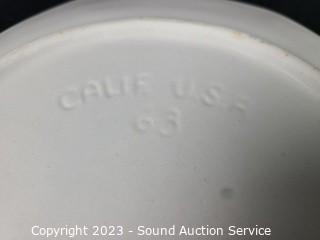 CALIF. U.S.A
63
Copyright 2023 - Sound Auction Service